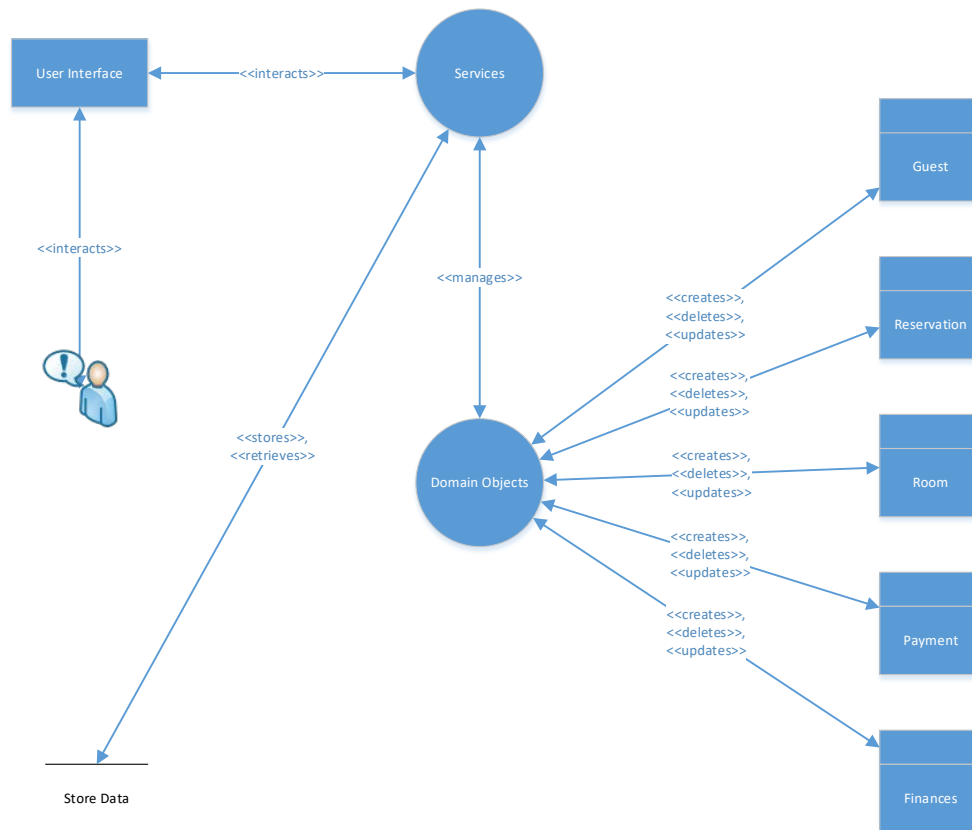 User Interface
<<interacts>>
Services
Guest
<<interacts>>
<<manages>>
<<creates>>,
<<deletes>>,
<<updates>>
Reservation
<<creates>>,
<<deletes>>,
<<updates>>
<<stores>>,
<<retrieves>>
Domain Objects
<<creates>>,
<<deletes>>,
<<updates>>
Room
<<creates>>,
<<deletes>>,
<<updates>>
Payment
<<creates>>,
<<deletes>>,
<<updates>>
Store Data
Finances